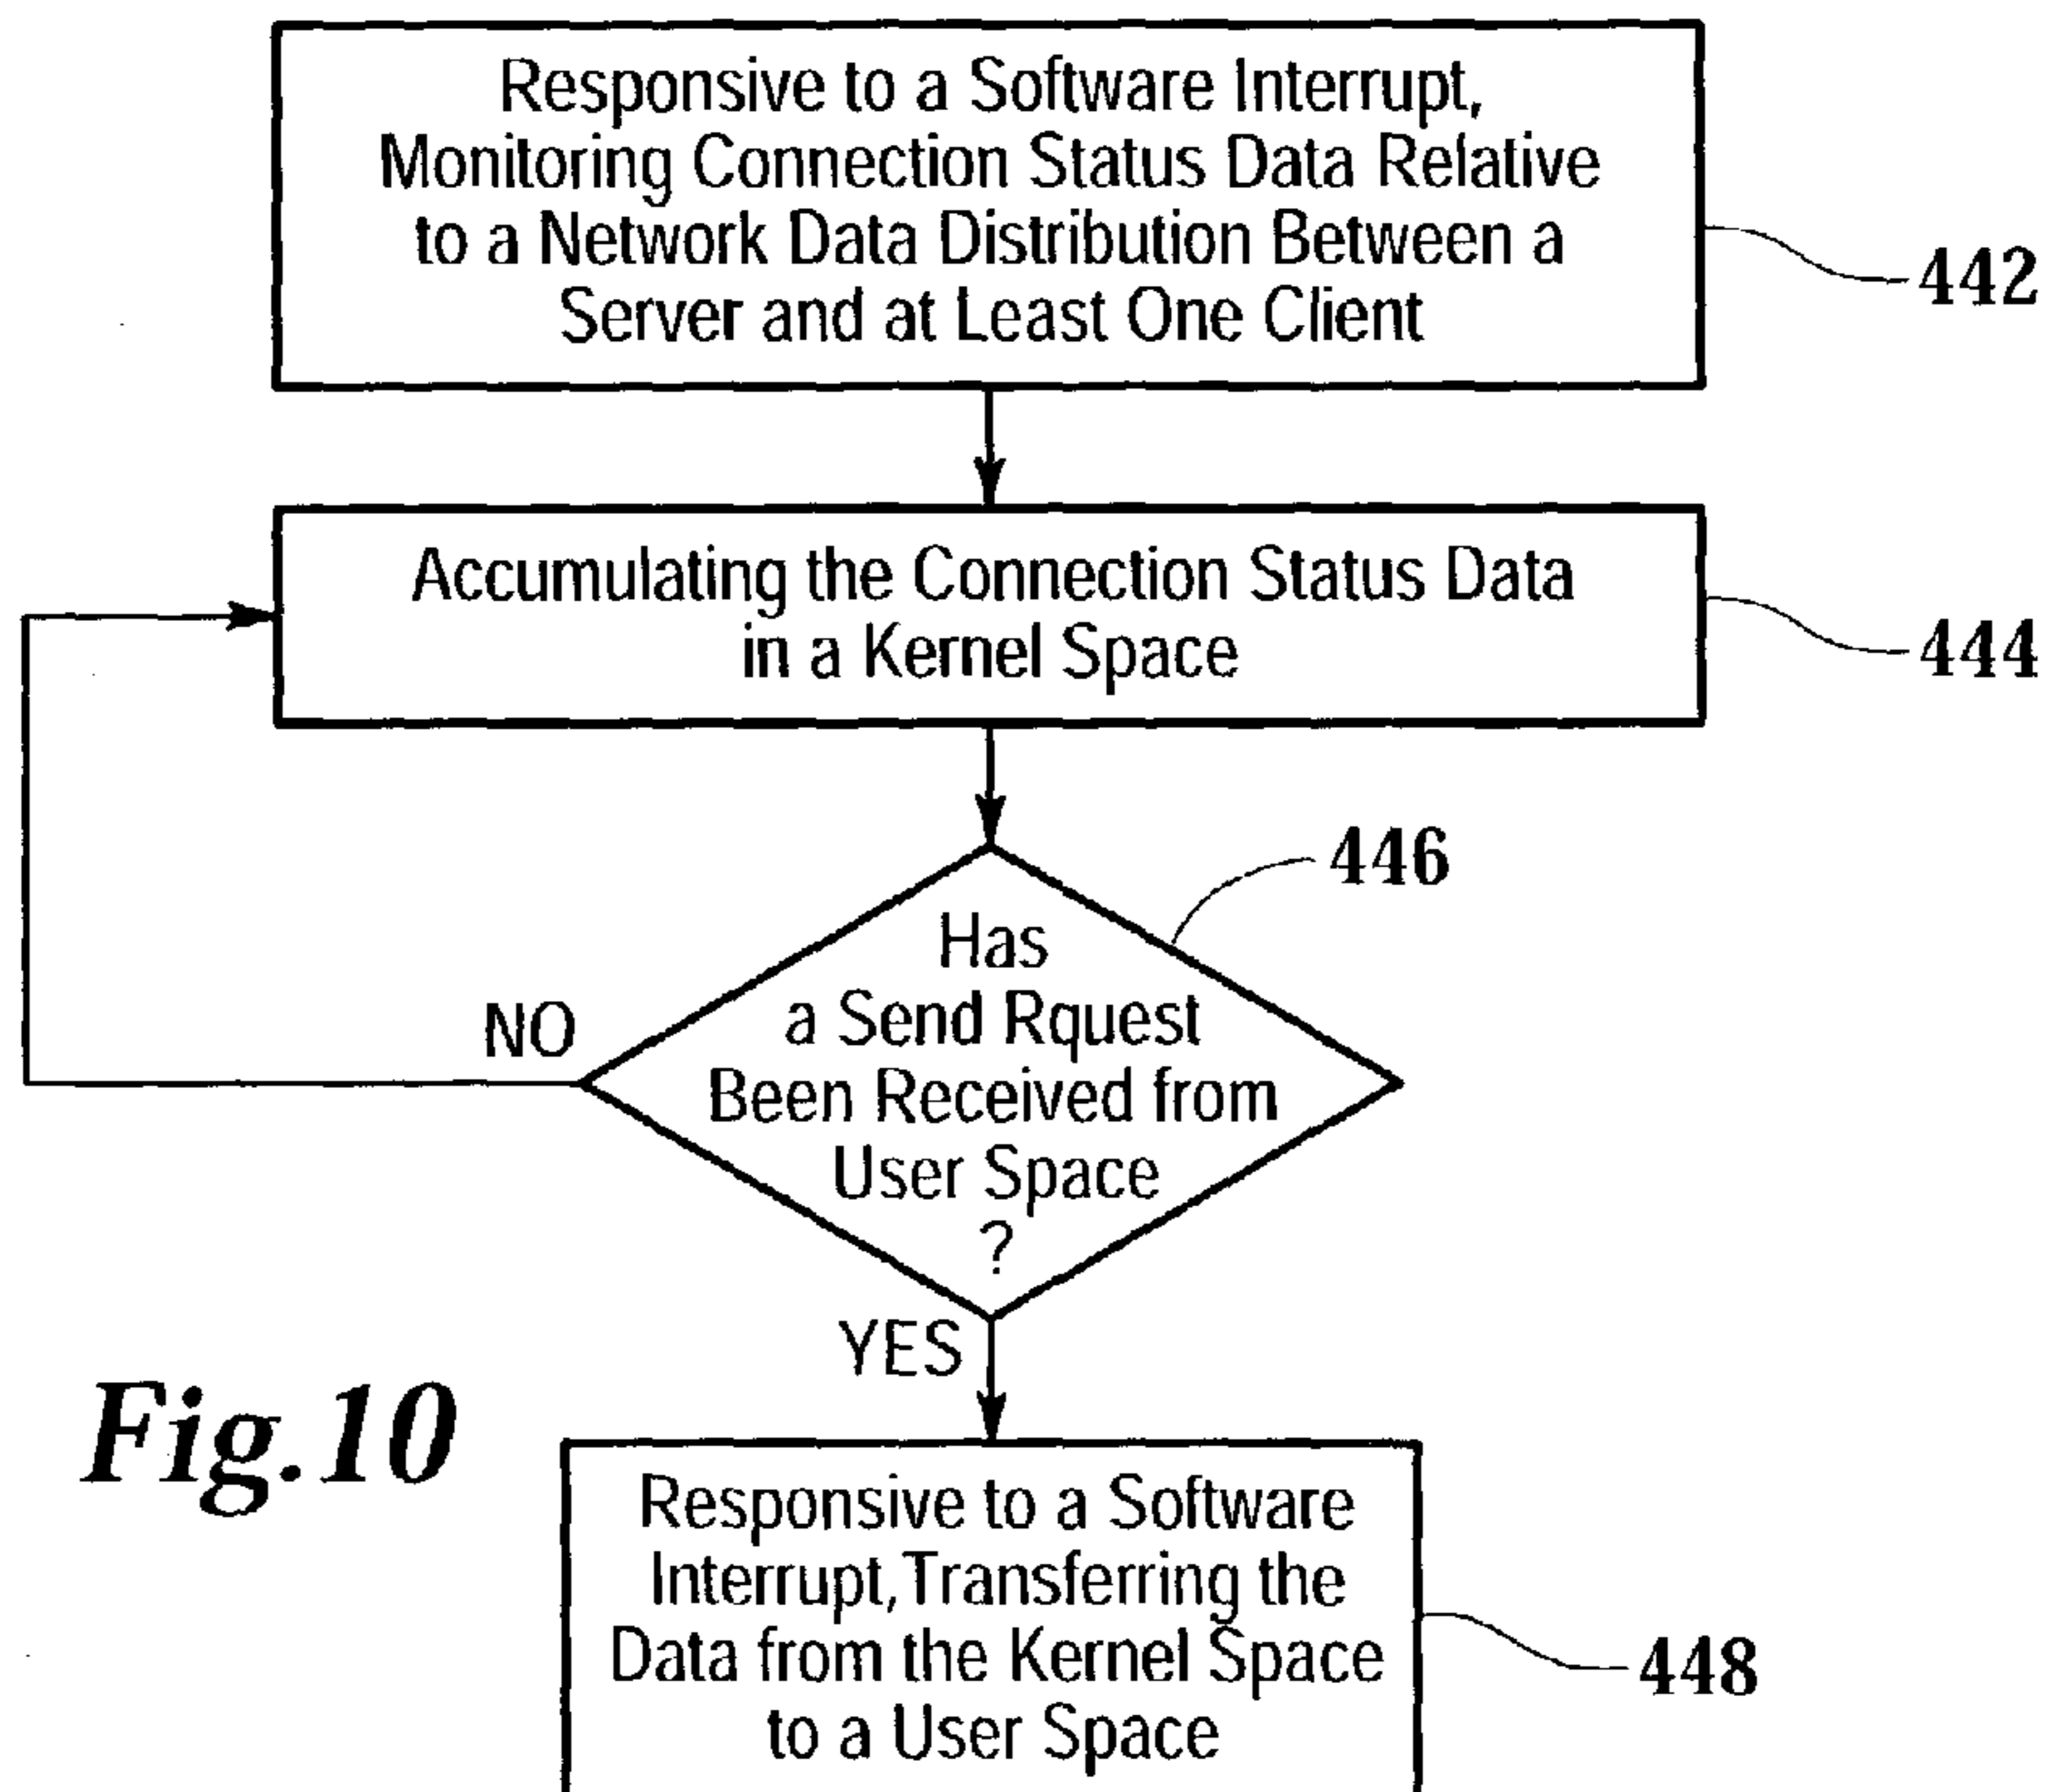 Responsive to a Software Interrupt,
Monitoring Connection Status Data Relative
to a Network Data Distribution Between a
Server and at Least One Client
442
Accumulating the Connection Status Data
in a Kernel Space
444
446
Has
a Send Rquest
Been Received from
User Space
?
NO
YES
Fig.10
Responsive to a Software
Interrupt, Transferring the
Data from the Kernel Space
to a User Space
448